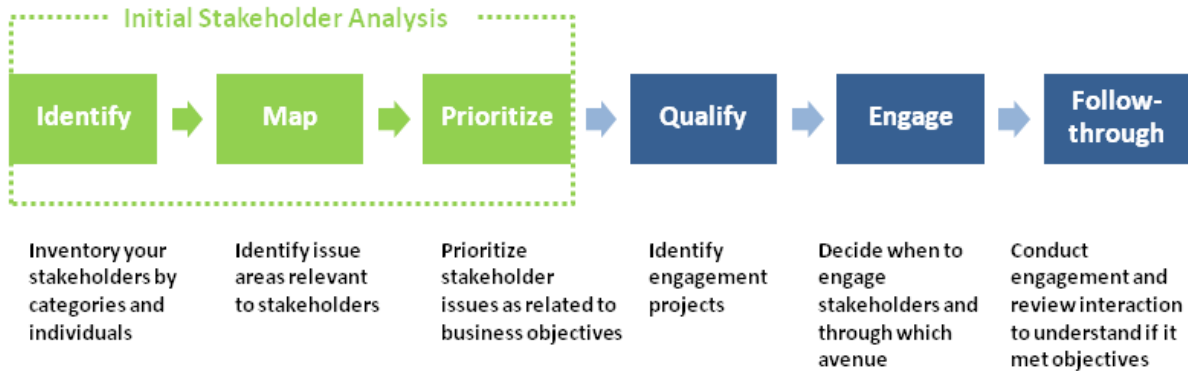 Initial Stakeholder Analysis
Identify
Map
Prioritize
Qualify
Engage
Follow-
through
Inventory your
stakeholders by
categories and
individuals
Identify issue
areas relevant
to stakeholders
Prioritize
stakeholder
issues as related to
business objectives
Identify
engagement
projects
Decide when to
engage
stakeholders and
through which
avenue
Conduct
engagement and
review interaction
to understand if it
met objectives